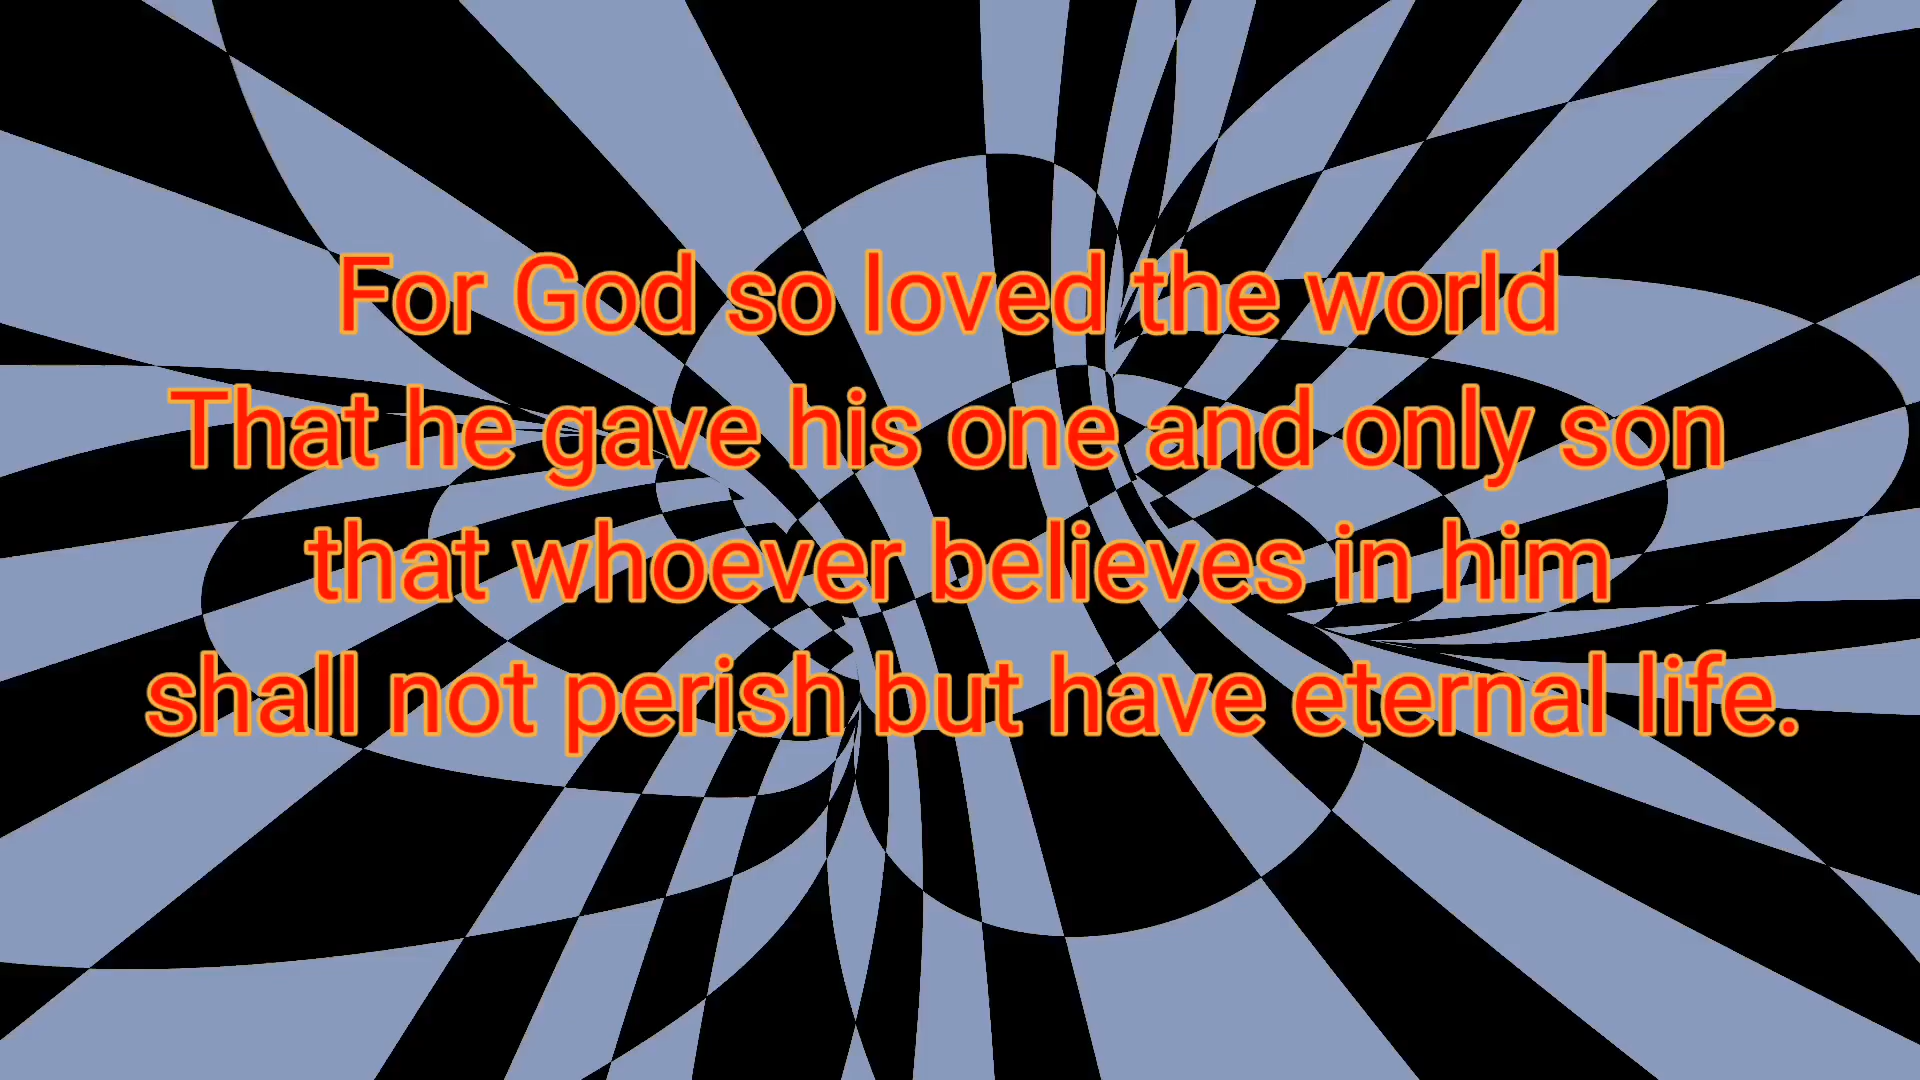 For God so loved the world
That he gave his one and only son
that whoever believes in him
shall not perish but have eternal life.